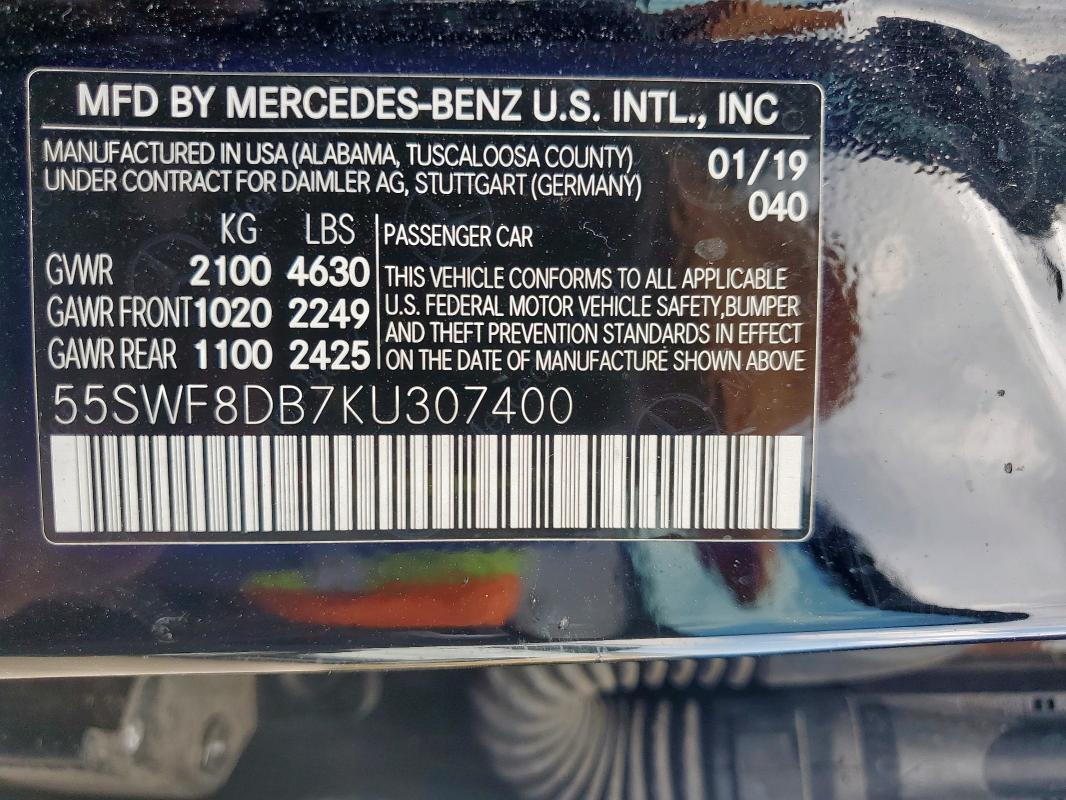 MFD BY MERCEDES-BENZ U.S. INTL., INC
MANUFACTURED IN USA (ALABAMA, TUSCALOOSA COUNTY)
UNDER CONTRACT FOR DAIMLER AG, STUTTGART (GERMANY)
01/19
040
KG LBS
GVWR 2100 4630
GAWR FRONT 1020 2249
GAWR REAR 1100 2425
PASSENGER CAR
THIS VEHICLE CONFORMS TO ALL APPLICABLE
U.S. FEDERAL MOTOR VEHICLE SAFETY, BUMPER
AND THEFT PREVENTION STANDARDS IN EFFECT
ON THE DATE OF MANUFACTURE SHOWN ABOVE
55SWF8DB7KU307400